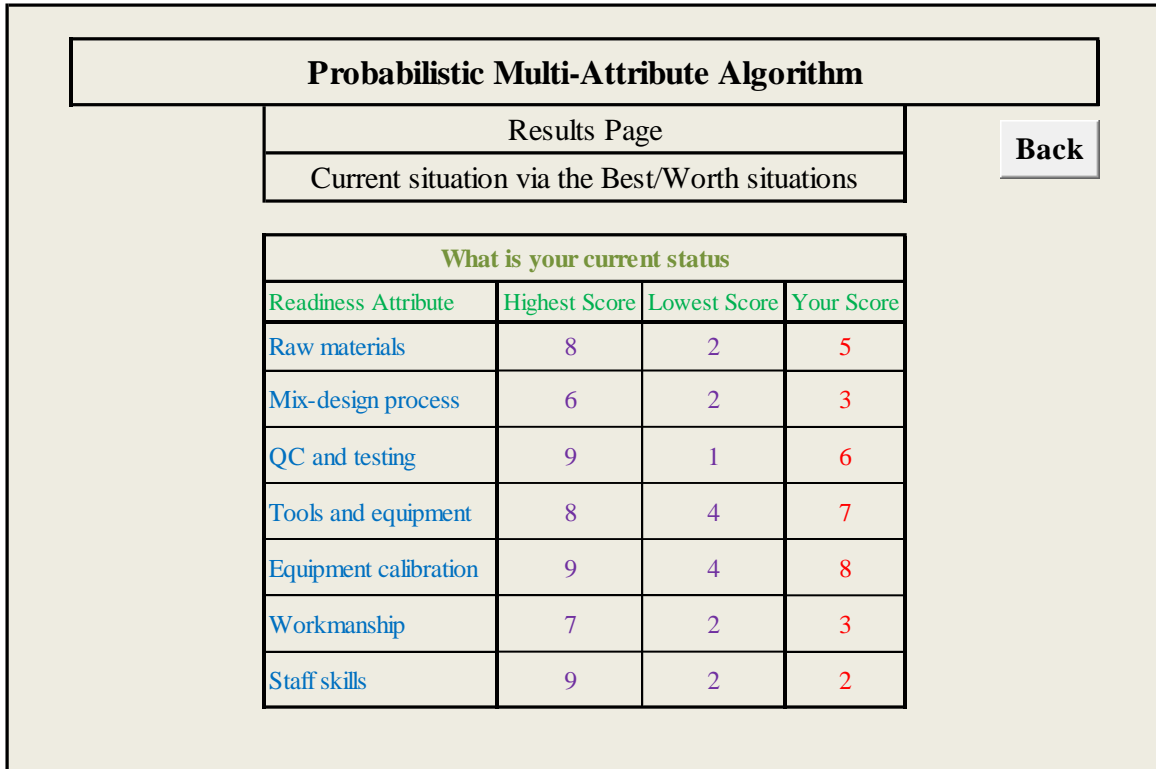 Probabilistic Multi-Attribute Algorithm
Results Page
Back
Current situation via the Best/Worth situations
What is your current status
Readiness Attribute Highest Score Lowest Score Your Score
Raw materials 8 2 5
Mix-design process 6 2 3
QC and testing 9 1 6
Tools and equipment 8 4 7
Equipment calibration 9 4 8
Workmanship 7 2 3
Staff skills 9 2 2